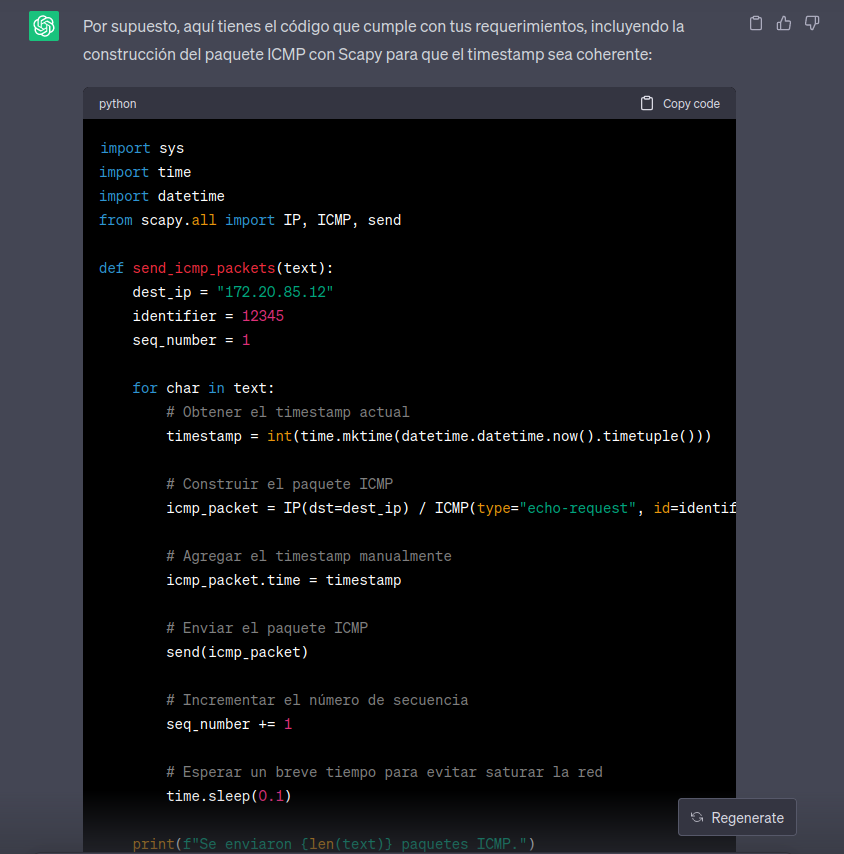 Por supuesto, aquí tienes el código que cumple con tus requerimientos, incluyendo la
construcción del paquete ICMP con Scapy para que el timestamp sea coherente:
python
Copy code
import sys
import time
import datetime
from scapy.all import IP, ICMP, send
def send_icmp_packets(text):
    dest_ip = "172.20.85.12"
    identifier = 12345
    seq_number = 1
    for char in text:
        # Obtener el timestamp actual
        timestamp = int(time.mktime(datetime.datetime.now().timetuple()))
        # Construir el paquete ICMP
        icmp_packet = IP(dst=dest_ip) / ICMP(type="echo-request", id=identif
        # Agregar el timestamp manualmente
        icmp_packet.time = timestamp
        # Enviar el paquete ICMP
        send(icmp_packet)
        # Incrementar el número de secuencia
        seq_number += 1
        # Esperar un breve tiempo para evitar saturar la red
        time.sleep(0.1)
Regenerate
    print(f"Se enviaron {len(text)} paquetes ICMP.")